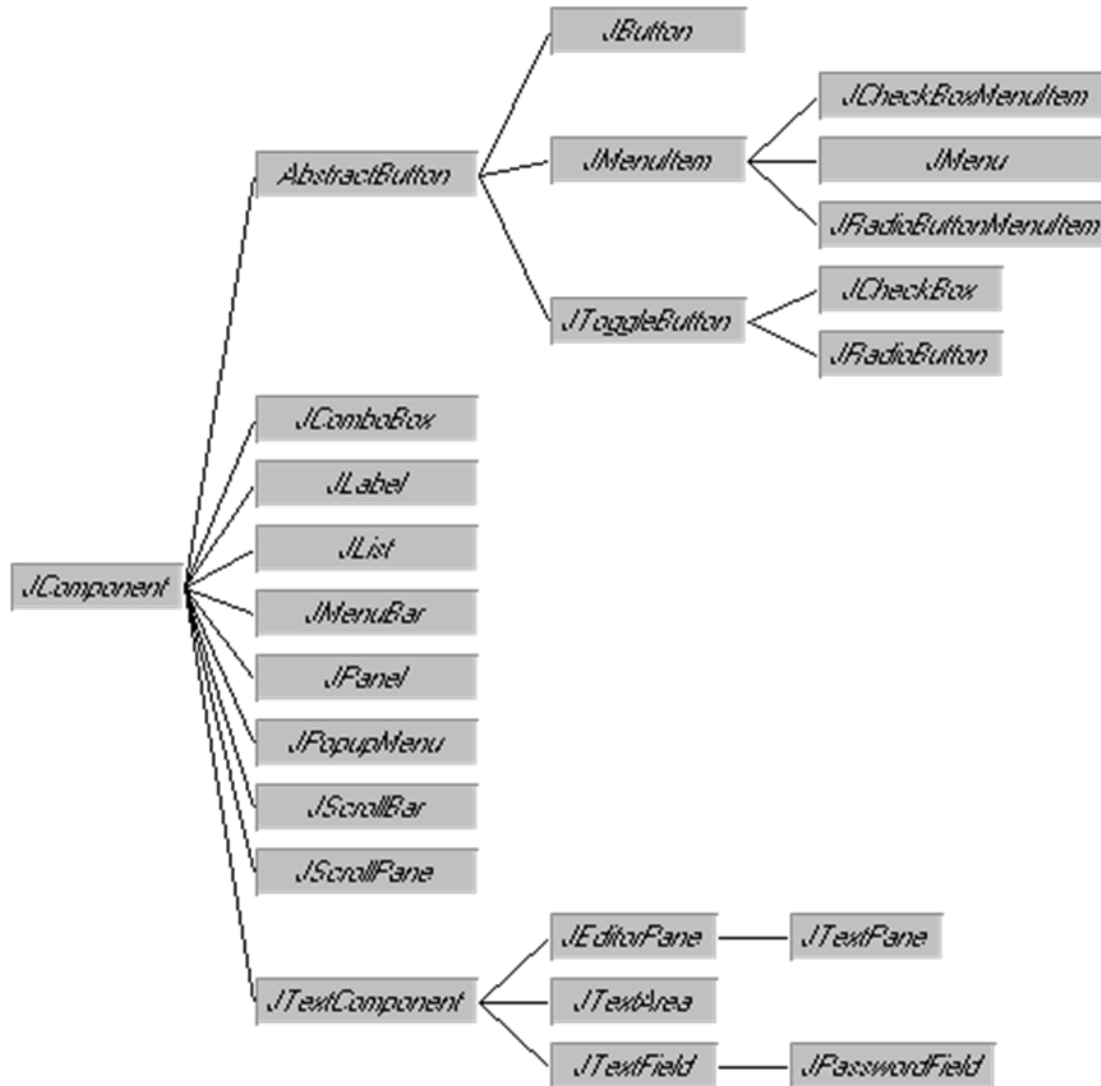 JButton
JCheckBoxMenuItem
AbstractButton
JMenuItem
JMenu
JRadioButtonMenuItem
JCheckBox
JToggleButton
JRadioButton
JComboBox
JLabel
JList
JComponent
JMenuBar
JPanel
JPopupMenu
JScrollBar
JScrollPane
JEditorPane
JTextPane
JTextComponent
JTextArea
JTextField
JPasswordField